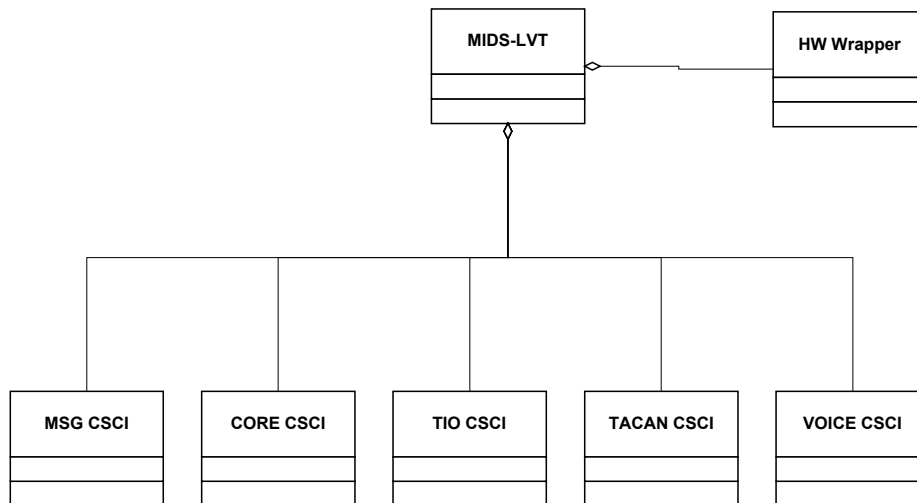 MIDS-LVT
HW Wrapper
MSG CSCI
CORE CSCI
TIO CSCI
TACAN CSCI
VOICE CSCI